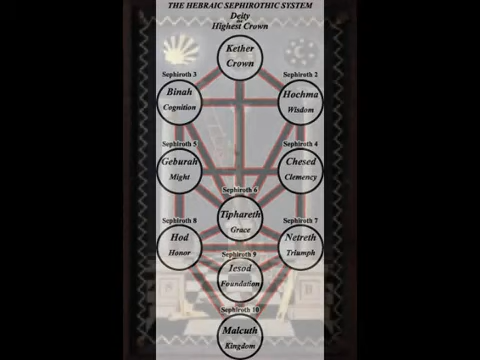 THE HEBRAIC SEPHIROTHIC SYSTEM
Deity
Highest Crown
Kether
Crown
Sephiroth 3
Sephiroth 2
Binah
Cognition
Hochma
Wisdom
Sephiroth 5
Sephiroth 4
Geburah
Might
Chesed
Clemency
Sephiroth 6
Tiphareth
Grace
Sephiroth 8
Sephiroth 7
Hod
Honor
Netreth
Triumph
Sephiroth 9
Iesod
Foundation
Sephiroth 10
Malcuth
Kingdom